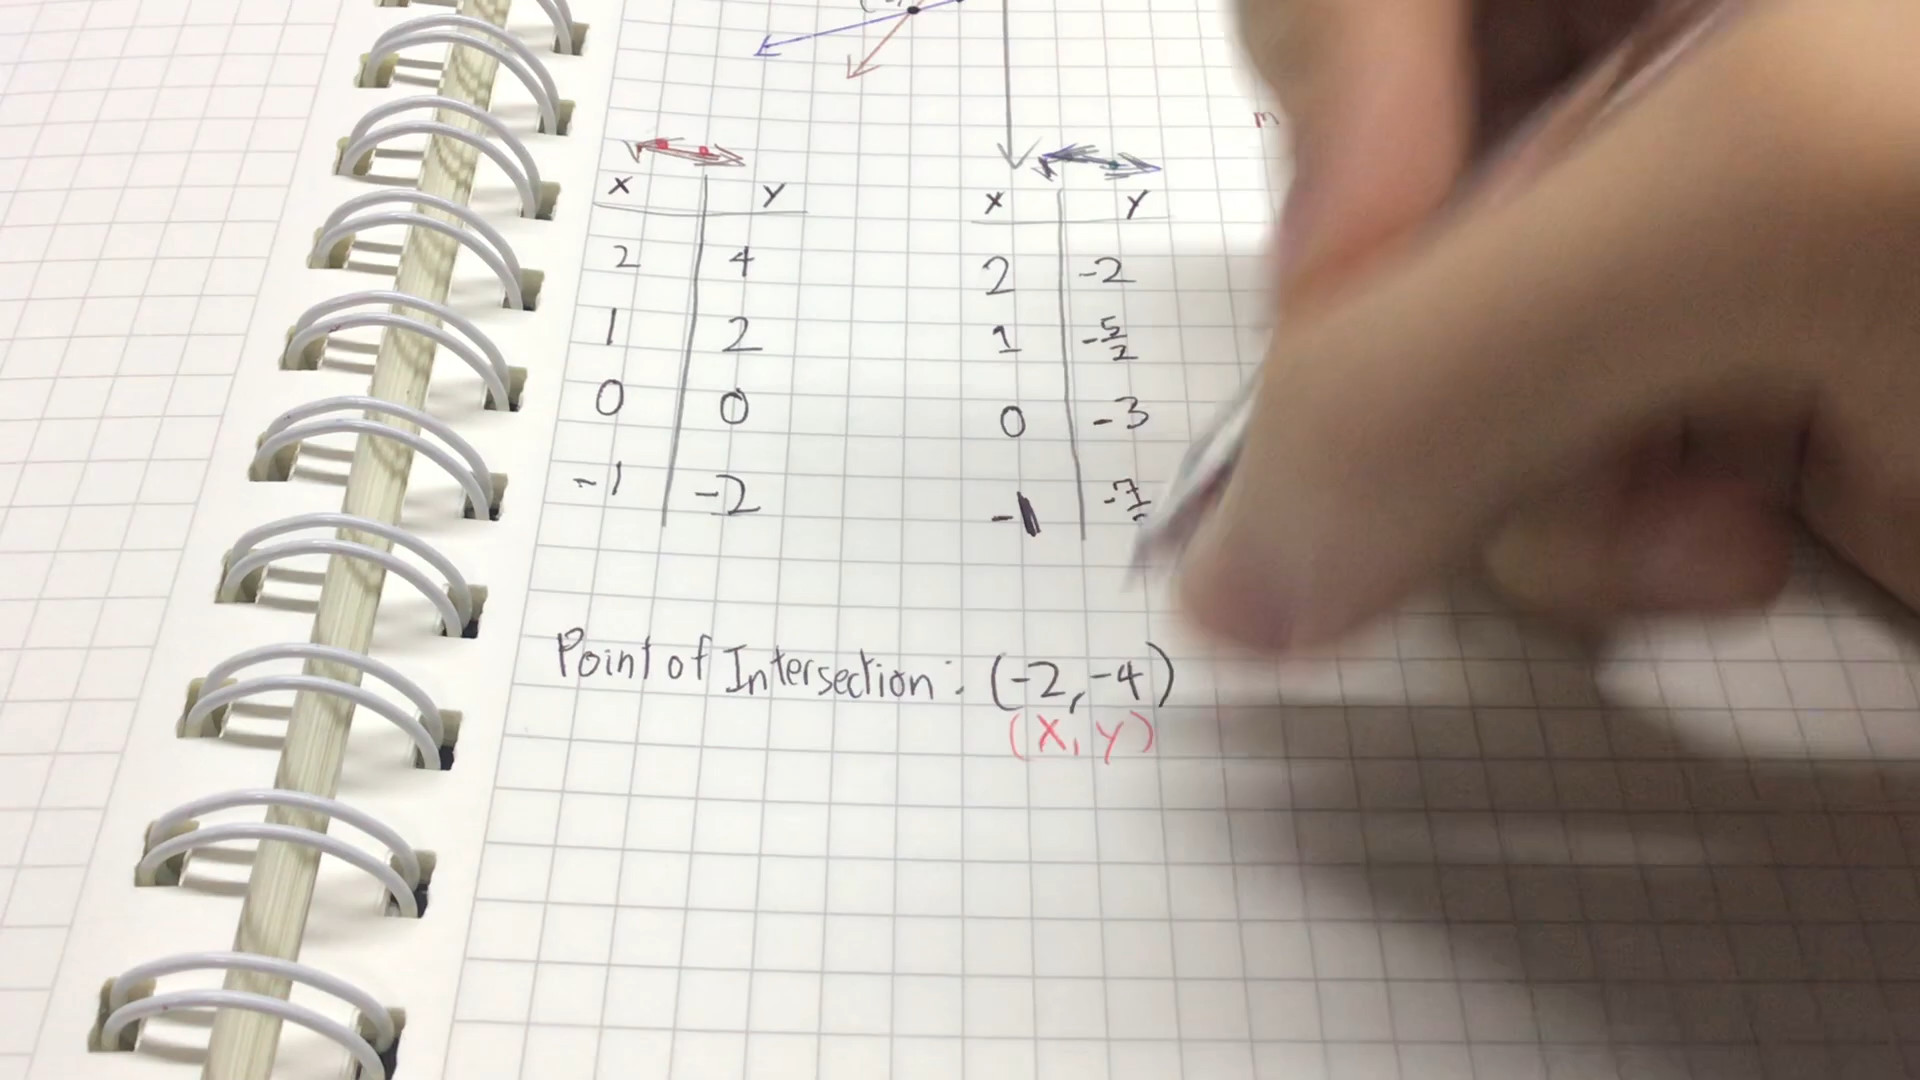 m
x y x y
2 4 2 -2
1 2 1 -5/2
0 0 0 -3
-1 -2 -1
Point of Intersection: (-2,-4)
(x,y)